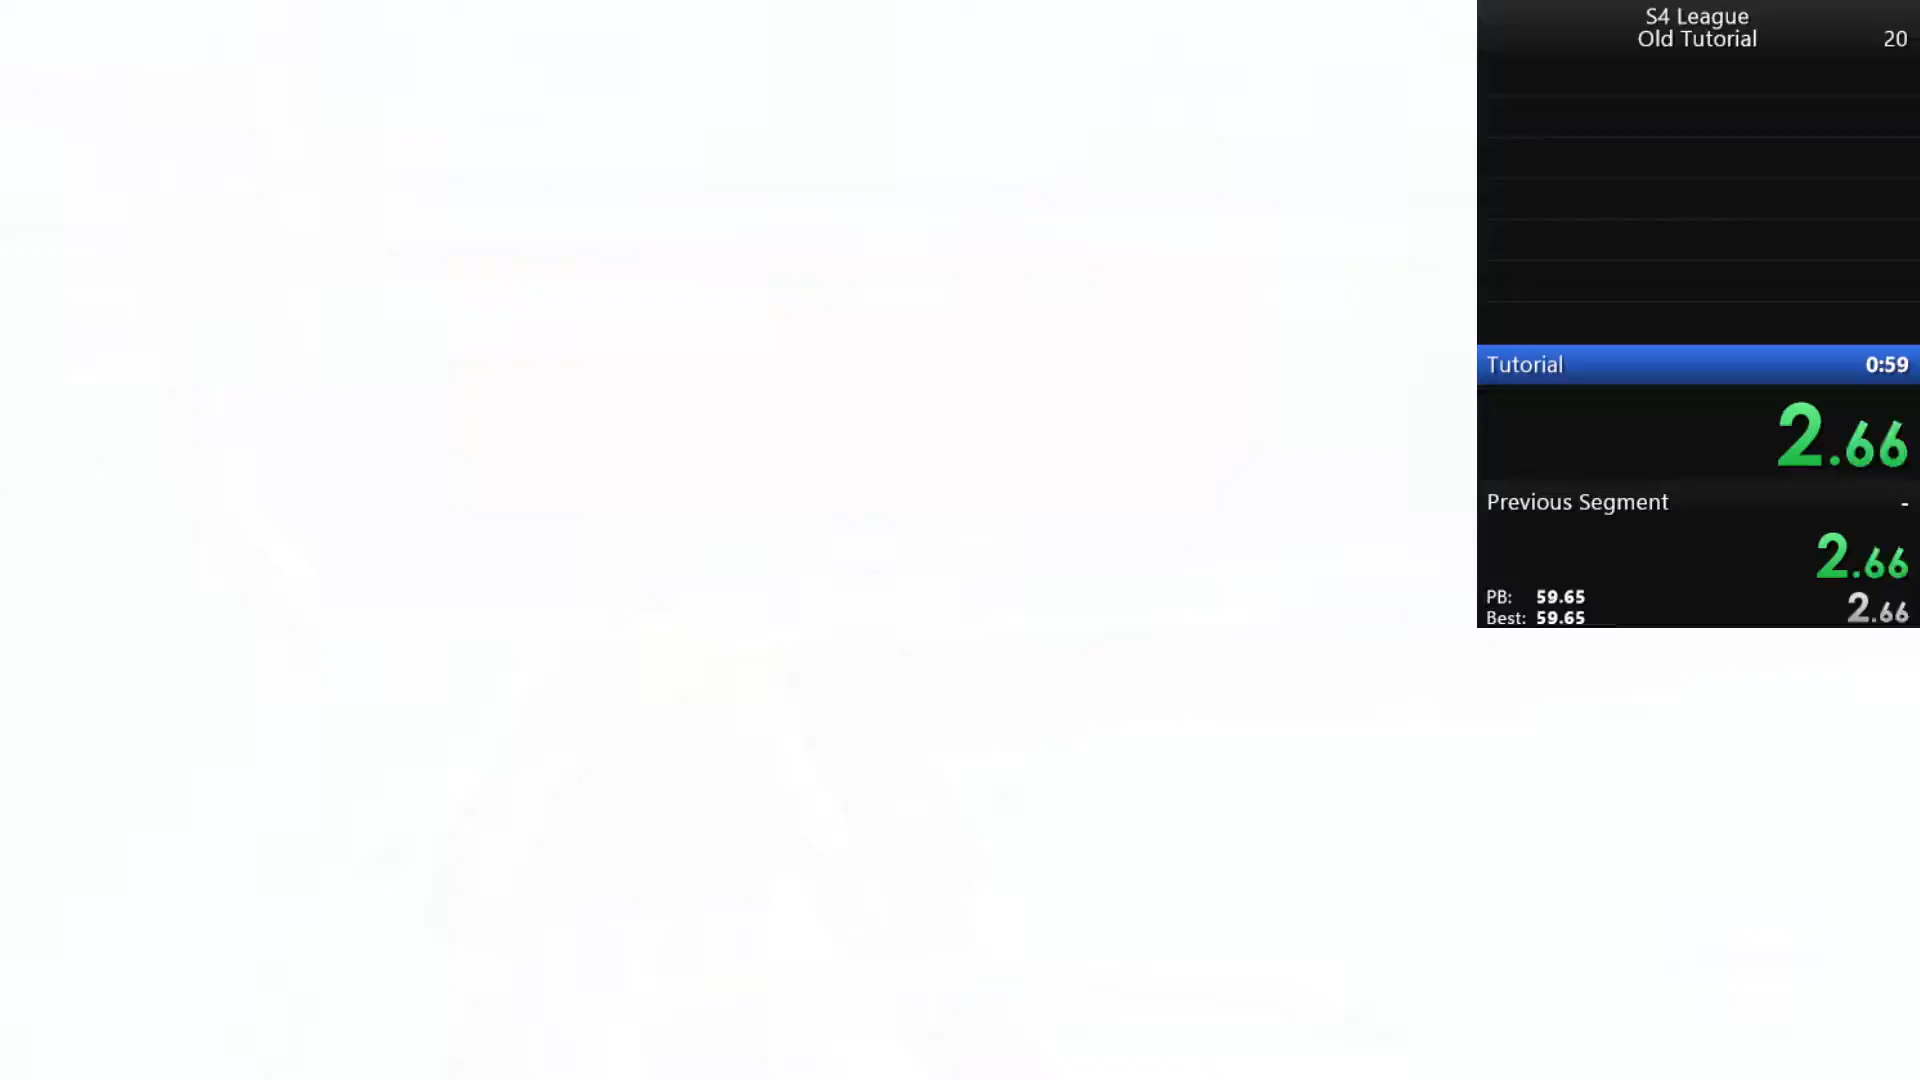 S4 League
Old Tutorial 20
Tutorial 0:59
2.66
Previous Segment -
2.66
PB: 59.65
Best: 59.65 2.66